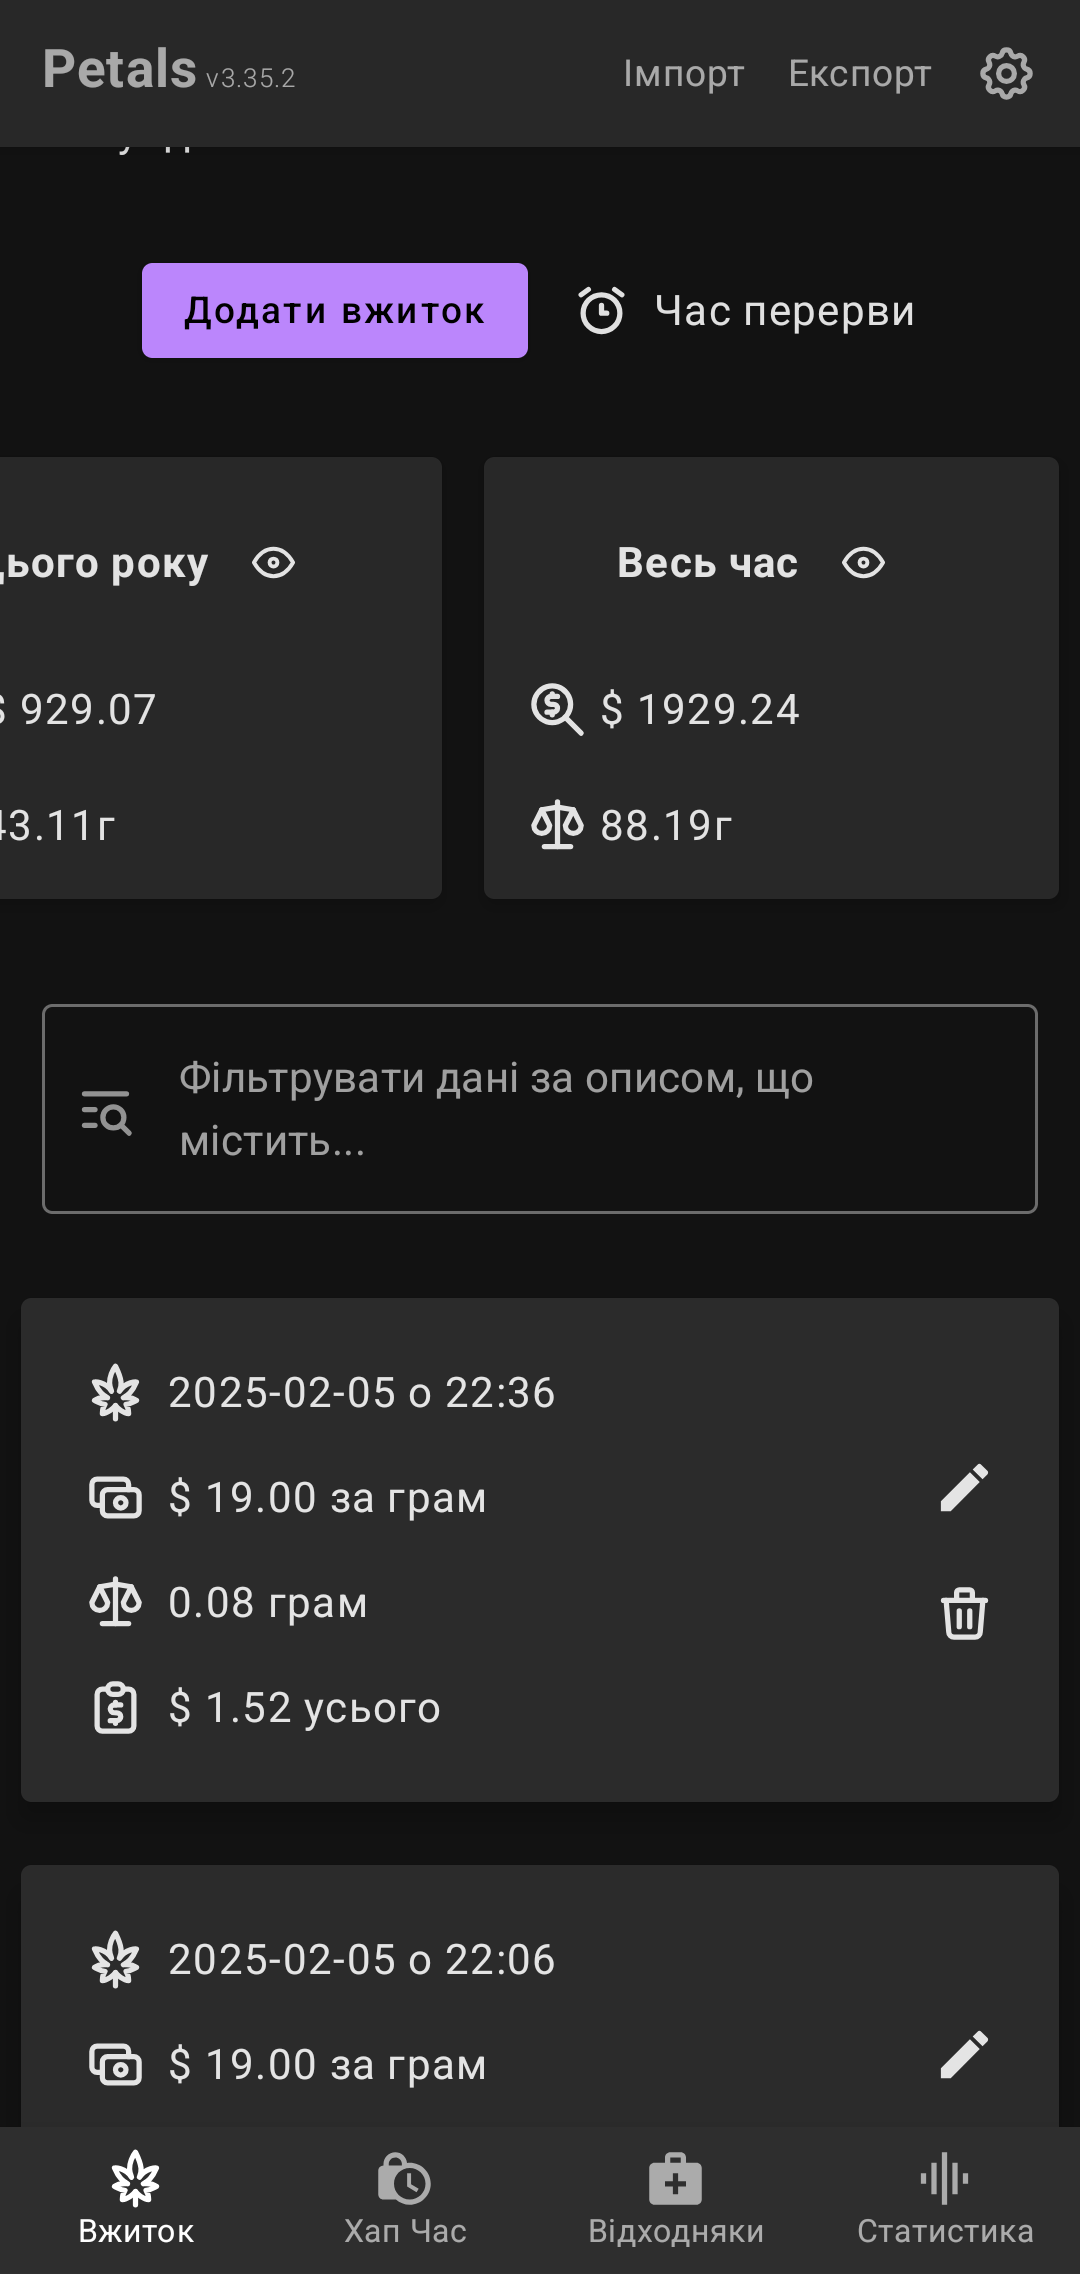 Petals v3.35.2 Імпорт Експорт
Додати вжиток Час перерви
року Весь час
$ 929.07 $ 1929.24
43.11г 88.19г
Фільтрувати дані за описом, що
містить...
2025-02-05 о 22:36
$ 19.00 за грам
0.08 грам
$ 1.52 усього
2025-02-05 о 22:06
$ 19.00 за грам
Вжиток Хап Час Відходняки Статистика